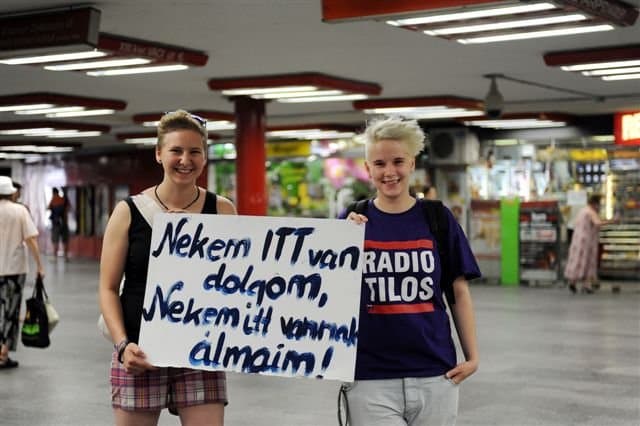 Nekem ITT van
dolgom,
Nekem itt vannak
álmaim!
RADIO
TILOS